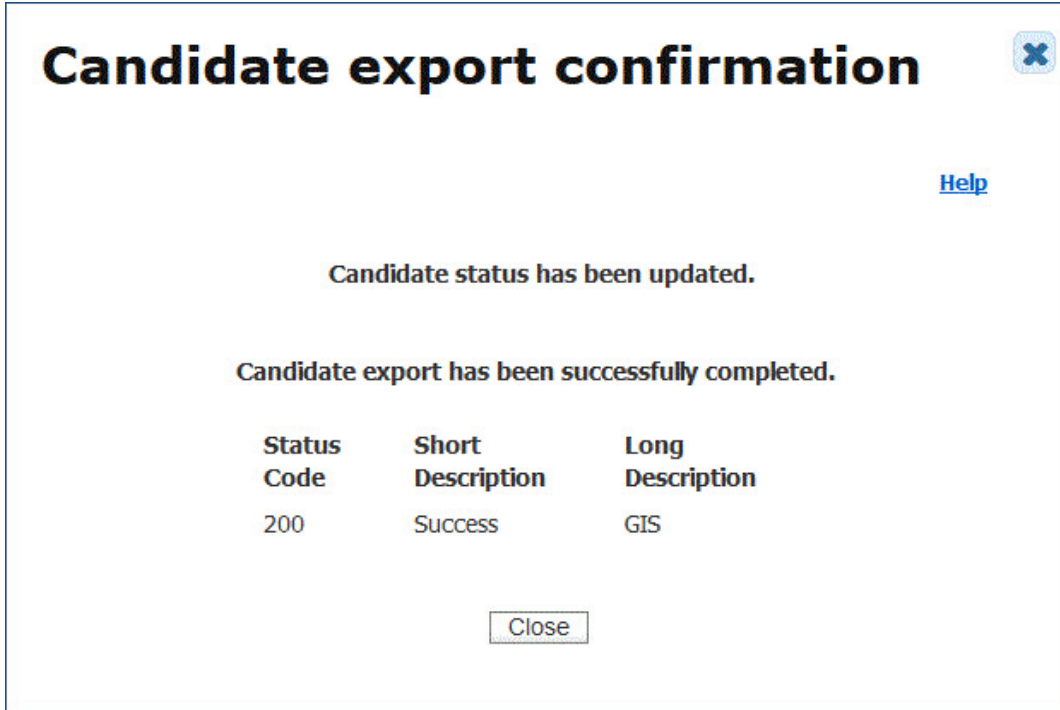 Candidate export confirmation
Help
Candidate status has been updated.
Candidate export has been successfully completed.
Status Code Short Description Long Description
200 Success GIS
Close